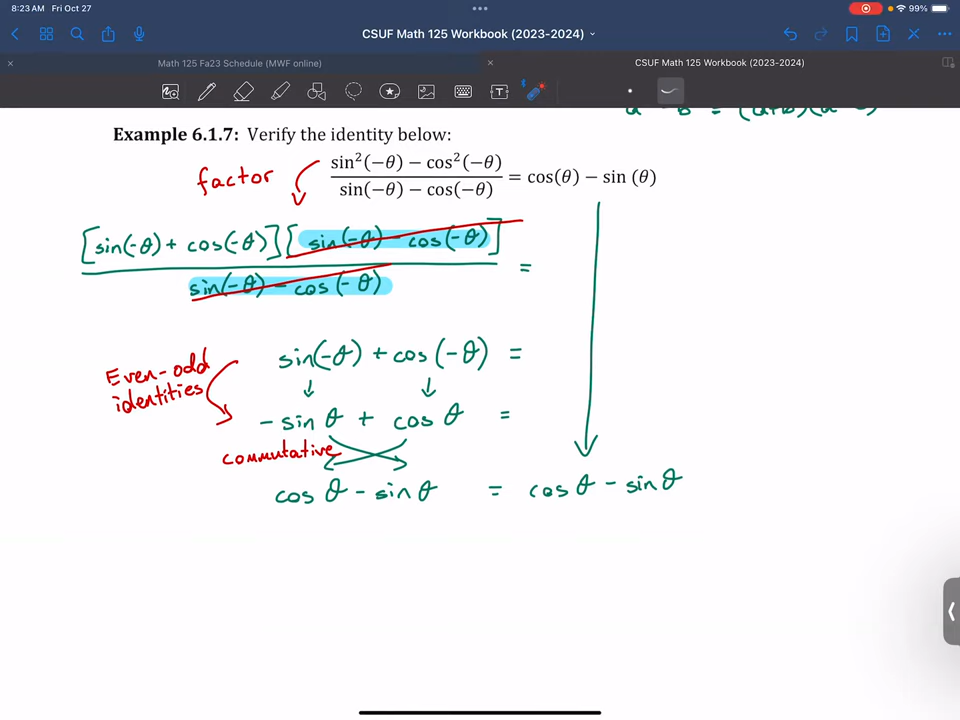 8:23 AM Fri Oct 27
99%
CSUF Math 125 Workbook (2023-2024)
Math 125 Fa23 Schedule (MWF online)
CSUF Math 125 Workbook (2023-2024)
T
Example 6.1.7: Verify the identity below:
factor
sin²(−θ) − cos²(−θ)
sin(−θ) − cos(−θ)
= cos(θ) − sin (θ)
[sin(-θ) + cos(-θ)] [sin(-θ) - cos(-θ)]
sin(-θ) - cos(-θ)
=
sin(-θ) + cos(-θ) =
Even-odd
identities
- sin θ + cos θ =
commutative
cos θ - sin θ = cos θ - sin θ